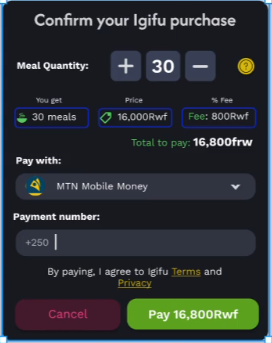 Confirm your Igifu purchase
Meal Quantity: + 30 −
You get Price % Fee
30 meals 16,000Rwf Fee: 800Rwf
Total to pay: 16,800frw
Pay with:
MTN Mobile Money
Payment number:
+250
By paying, I agree to Igifu Terms and
Privacy
Cancel Pay 16,800Rwf